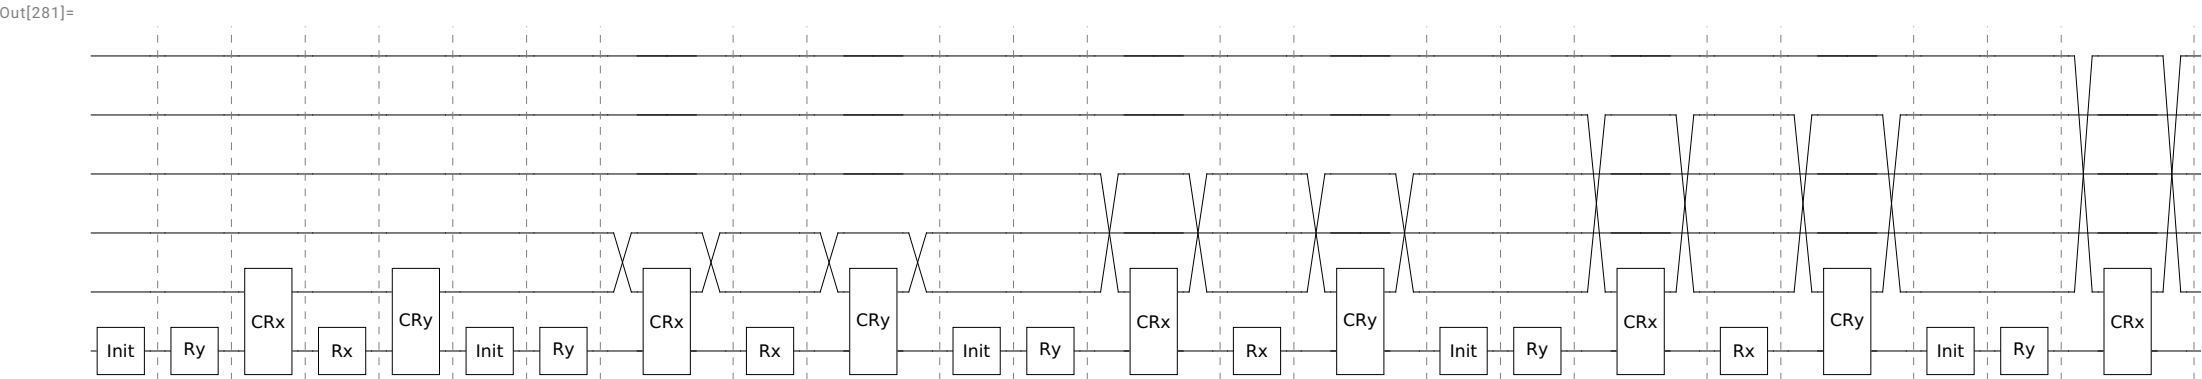 Out[281]=
CRx CRy CRx CRy CRx CRy CRx CRy CRx
Init Ry Rx Init Ry Rx Init Ry Rx Init Ry Rx Init Ry